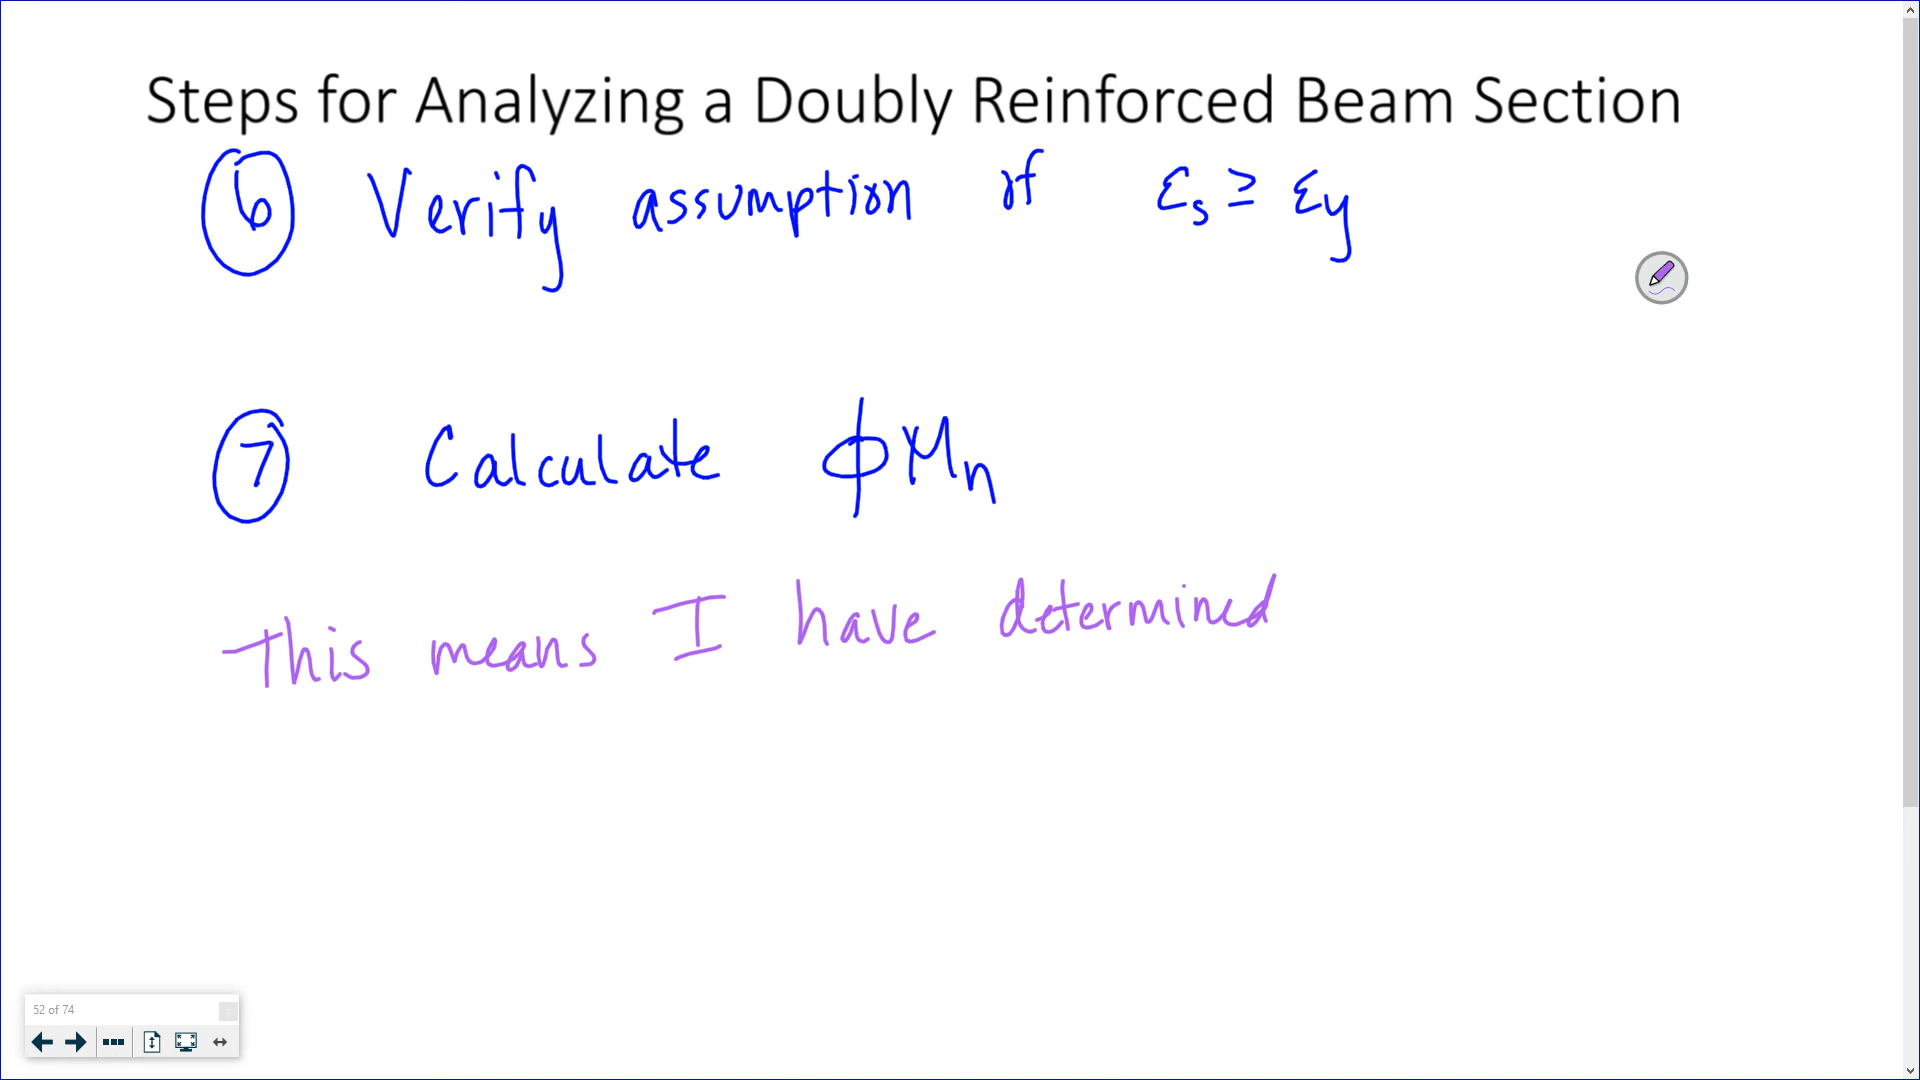 Steps for Analyzing a Doubly Reinforced Beam Section
6 Verify assumption of εs ≥ εy
7 Calculate ϕMn
This means I have determined
52 of 74